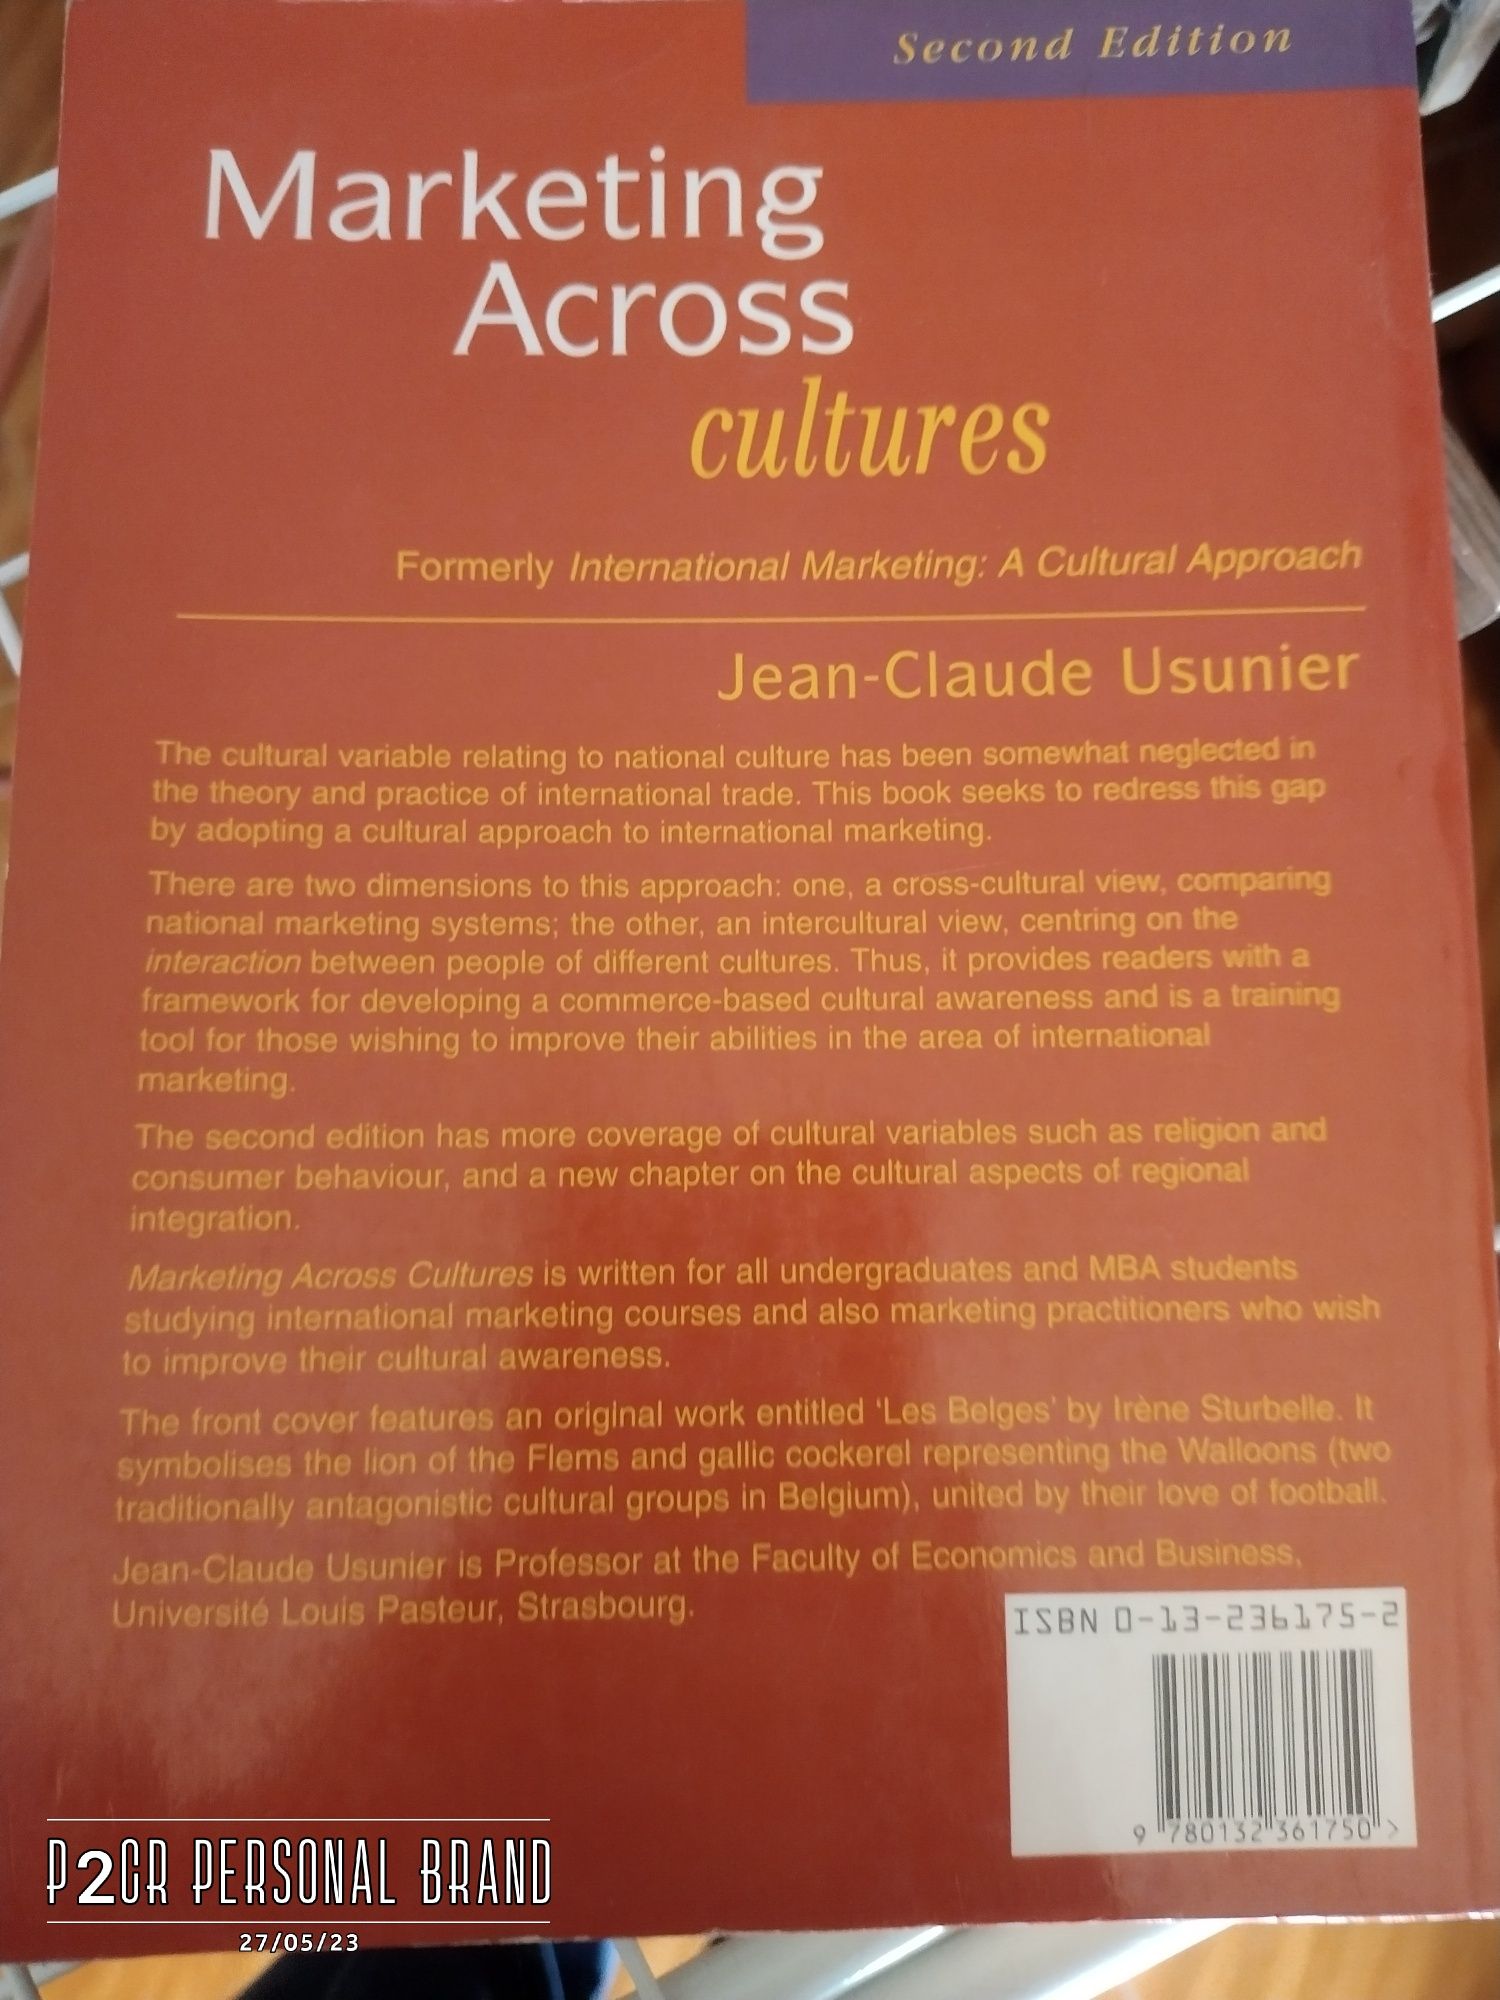 Second Edition
Marketing
Across
cultures
Formerly International Marketing: A Cultural Approach
Jean-Claude Usunier
The cultural variable relating to national culture has been somewhat neglected in
the theory and practice of international trade. This book seeks to redress this gap
by adopting a cultural approach to international marketing.
There are two dimensions to this approach: one, a cross-cultural view, comparing
national marketing systems; the other, an intercultural view, centring on the
interaction between people of different cultures. Thus, it provides readers with a
framework for developing a commerce-based cultural awareness and is a training
tool for those wishing to improve their abilities in the area of international
marketing.
The second edition has more coverage of cultural variables such as religion and
consumer behaviour, and a new chapter on the cultural aspects of regional
integration.
Marketing Across Cultures is written for all undergraduates and MBA students
studying international marketing courses and also marketing practitioners who wish
to improve their cultural awareness.
The front cover features an original work entitled 'Les Belges' by Irène Sturbelle. It
symbolises the lion of the Flems and gallic cockerel representing the Walloons (two
traditionally antagonistic cultural groups in Belgium), united by their love of football.
Jean-Claude Usunier is Professor at the Faculty of Economics and Business,
Université Louis Pasteur, Strasbourg.
ISBN 0-13-236175-2
9 780132 361750 >
P2GR PERSONAL BRAND
27/05/23